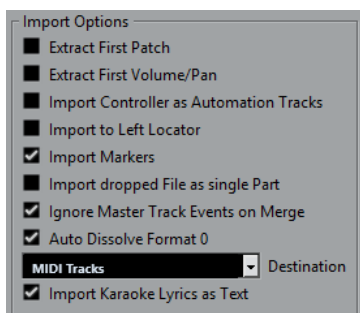 Import Options
Extract First Patch
Extract First Volume/Pan
Import Controller as Automation Tracks
Import to Left Locator
Import Markers
Import dropped File as single Part
Ignore Master Track Events on Merge
Auto Dissolve Format 0
MIDI Tracks Destination
Import Karaoke Lyrics as Text